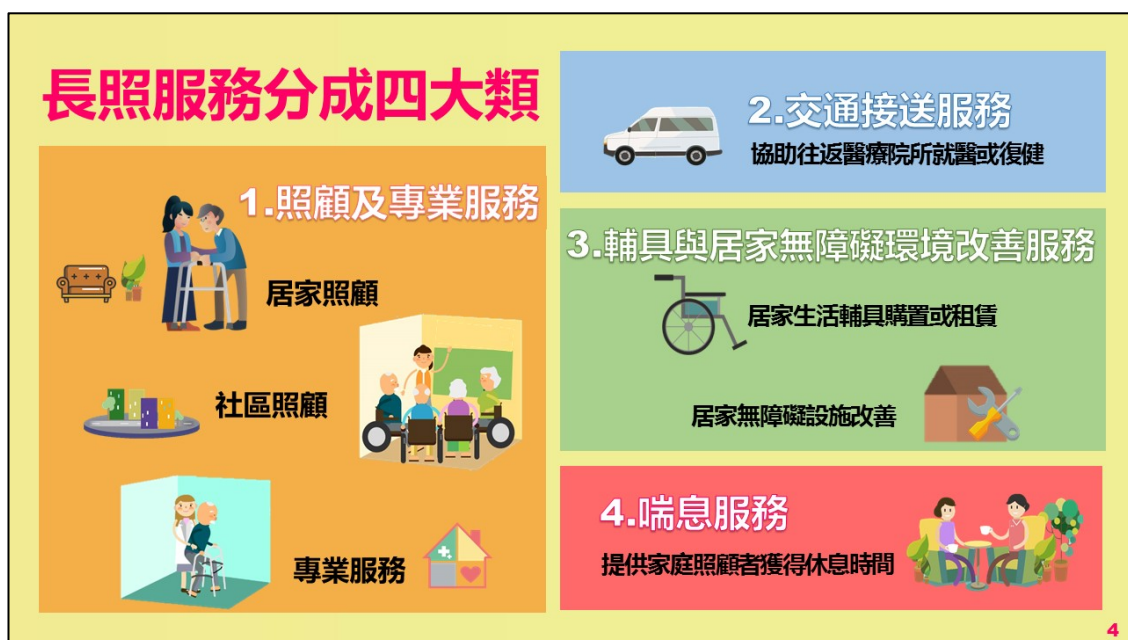 長照服務分成四大類
1.照顧及專業服務
居家照顧
社區照顧
專業服務
2.交通接送服務
協助往返醫療院所就醫或復健
3.輔具與居家無障礙環境改善服務
居家生活輔具購置或租賃
居家無障礙設施改善
4.喘息服務
提供家庭照顧者獲得休息時間
4